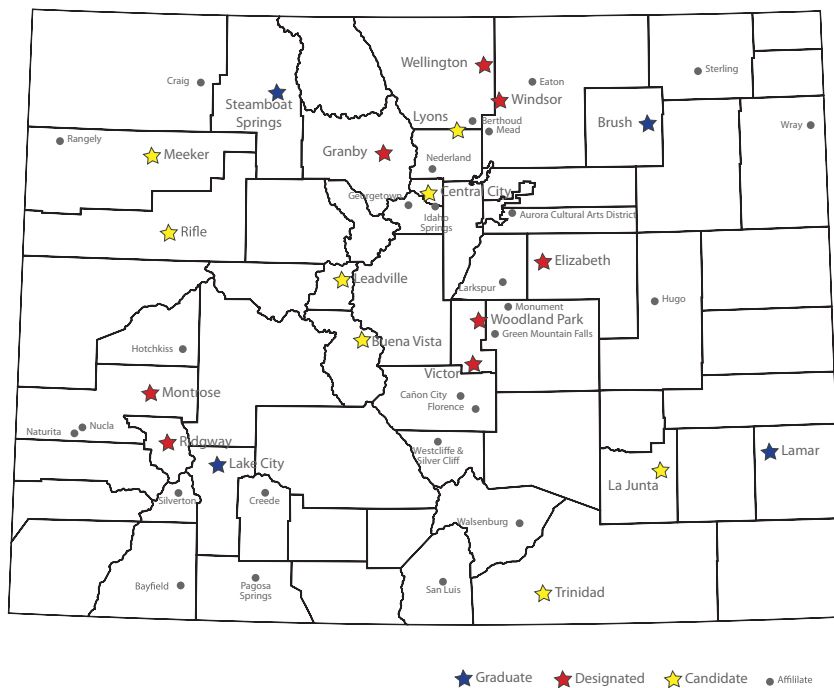 Wellington
Craig
Eaton
Sterling
Steamboat
Springs
Windsor
Lyons
Berthoud
Mead
Brush
Wray
Rangely
Meeker
Granby
Nederland
Georgetown
Central City
Idaho
Springs
Aurora Cultural Arts District
Rifle
Elizabeth
Leadville
Larkspur
Hugo
Monument
Woodland Park
Green Mountain Falls
Buena Vista
Hotchkiss
Victor
Montrose
Cañon City
Florence
Nucla
Naturita
Ridgway
Westcliffe &
Silver Cliff
Lake City
Lamar
La Junta
Silverton
Creede
Walsenburg
Bayfield
Pagosa
Springs
San Luis
Trinidad
Graduate
Designated
Candidate
Affililate